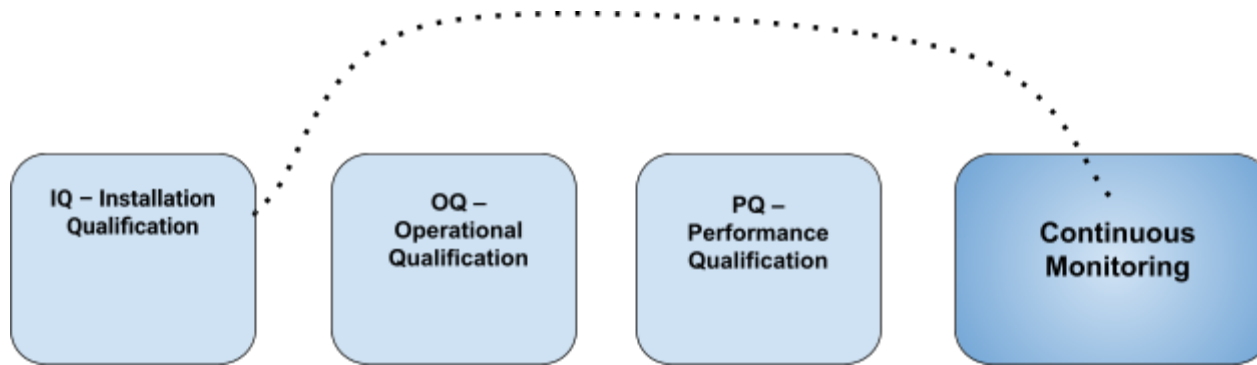 IQ – Installation
Qualification
OQ –
Operational
Qualification
PQ –
Performance
Qualification
Continuous
Monitoring